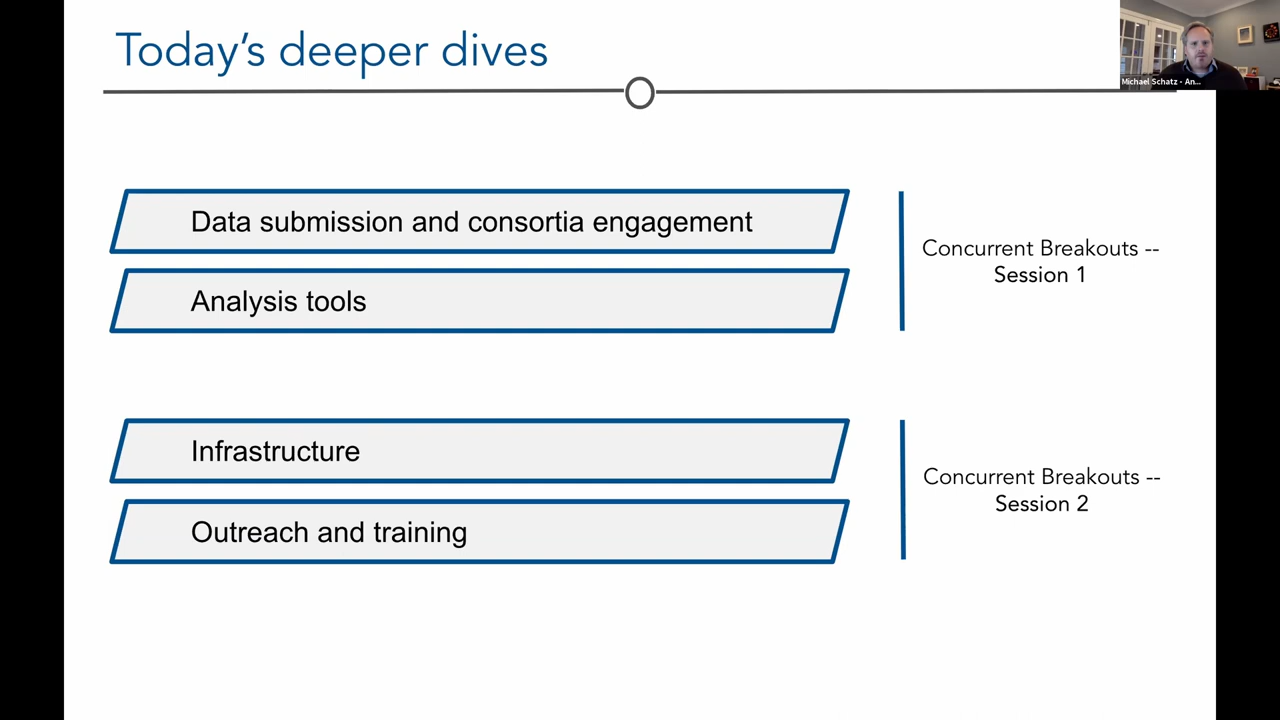 Today's deeper dives
Michael Schatz - An...
Data submission and consortia engagement
Analysis tools
Concurrent Breakouts --
Session 1
Infrastructure
Outreach and training
Concurrent Breakouts --
Session 2